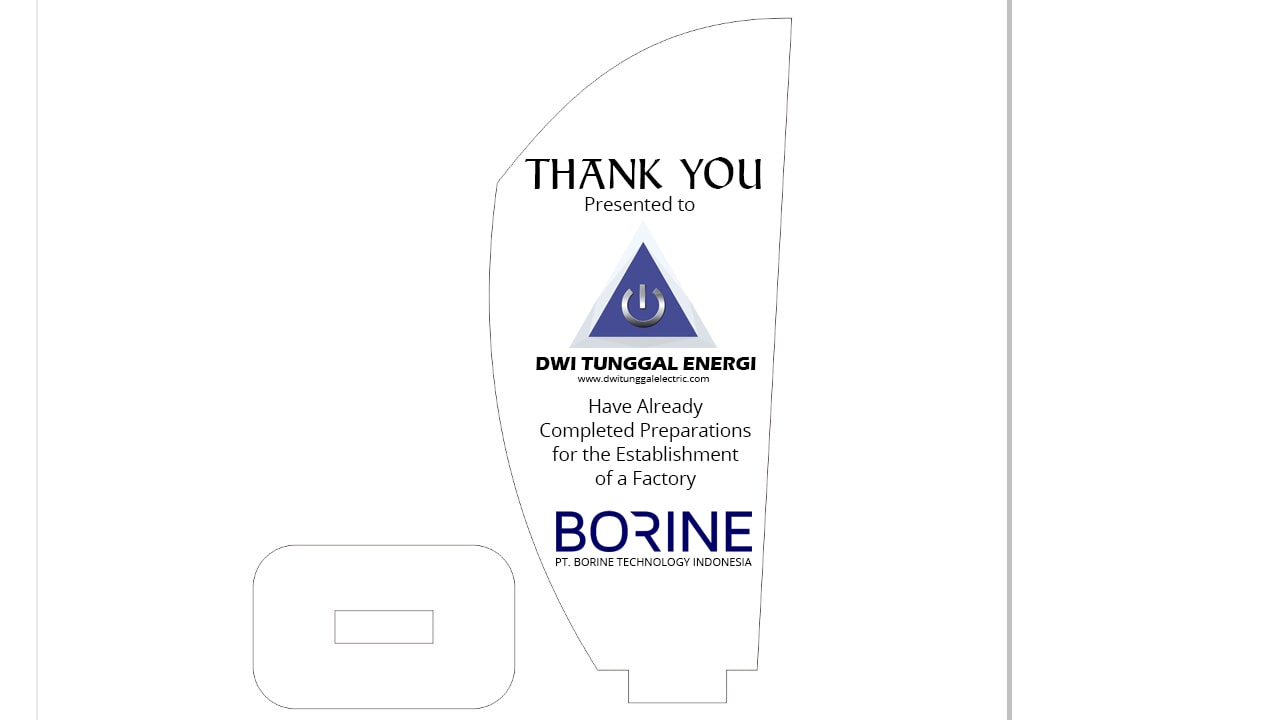 THANK YOU
Presented to
DWI TUNGGAL ENERGI
www.dwitunggalelectric.com
Have Already
Completed Preparations
for the Establishment
of a Factory
BORINE
PT. BORINE TECHNOLOGY INDONESIA